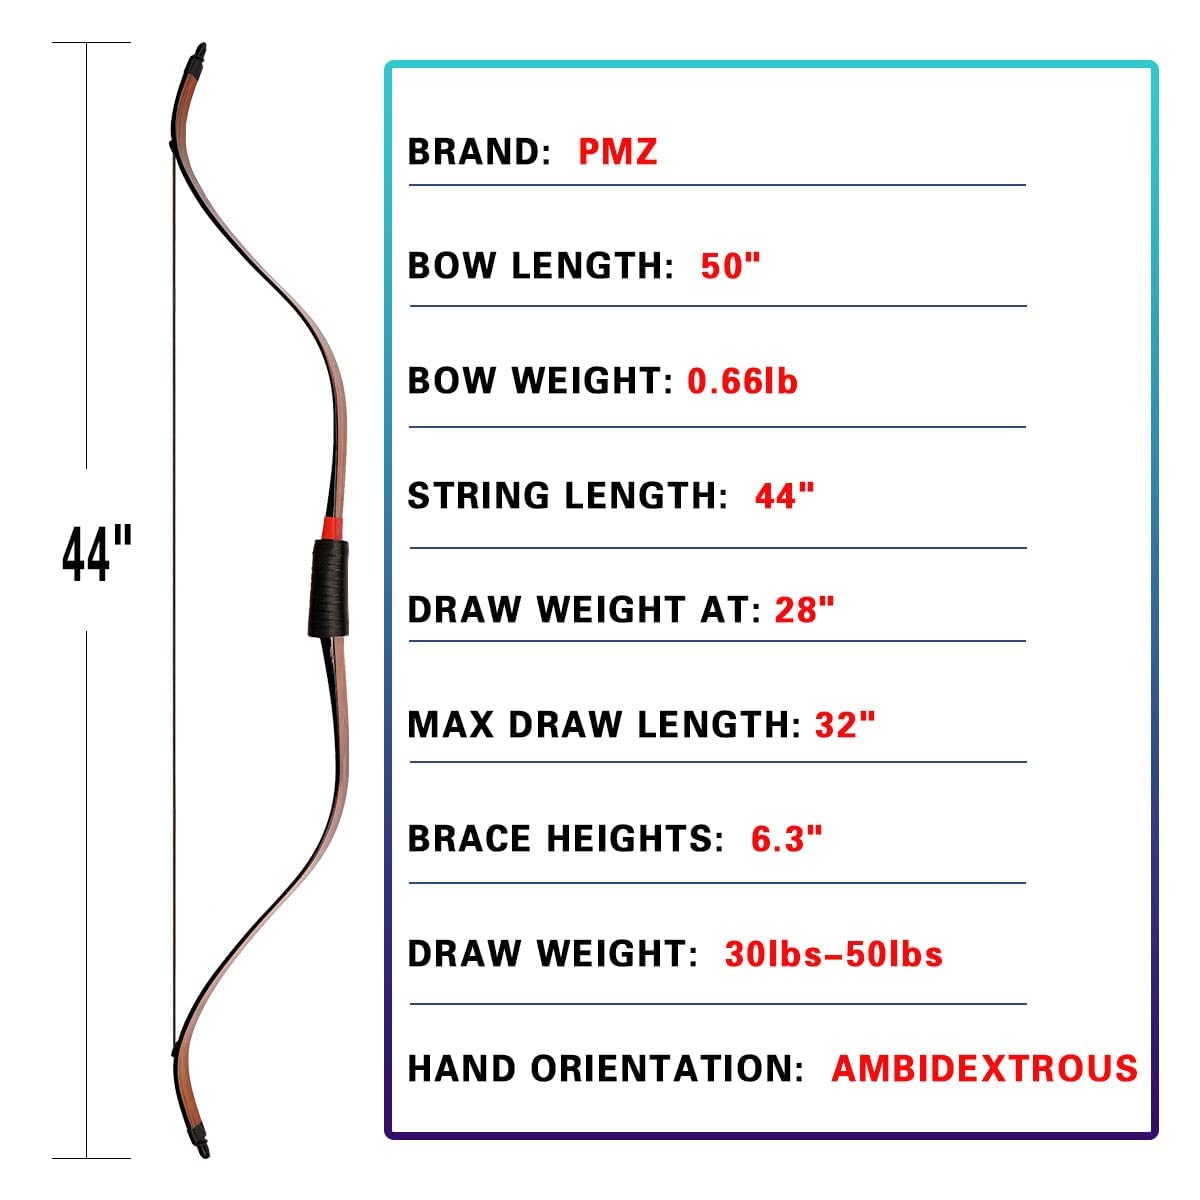 44"
BRAND: PMZ
BOW LENGTH: 50"
BOW WEIGHT: 0.66lb
STRING LENGTH: 44"
DRAW WEIGHT AT: 28"
MAX DRAW LENGTH: 32"
BRACE HEIGHTS: 6.3"
DRAW WEIGHT: 30lbs–50lbs
HAND ORIENTATION: AMBIDEXTROUS